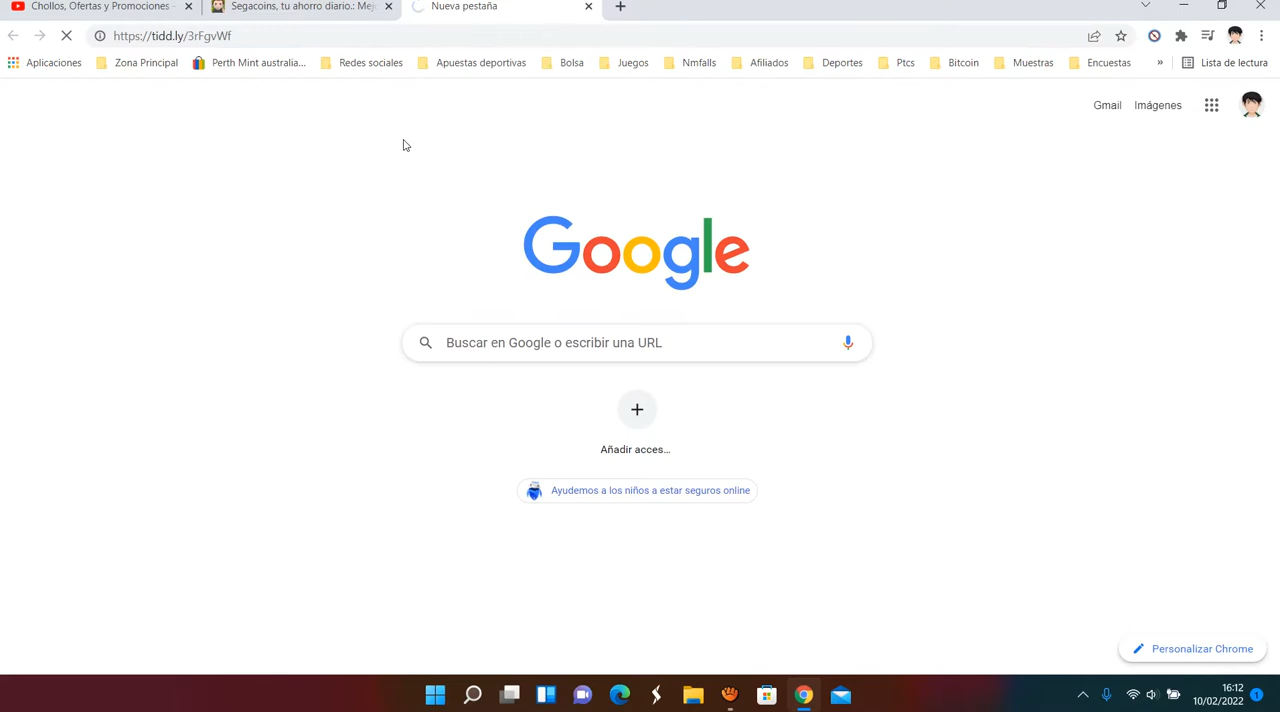 Chollos, Ofertas y Promociones -
Segacoins, tu ahorro diario.: Mej
Nueva pestaña
https://tidd.ly/3rFgvWf
Aplicaciones
Zona Principal
Perth Mint australia...
Redes sociales
Apuestas deportivas
Bolsa
Juegos
Nmfalls
Afiliados
Deportes
Ptcs
Bitcoin
Muestras
Encuestas
»
Lista de lectura
Gmail
Imágenes
Google
Buscar en Google o escribir una URL
Añadir acces...
Ayudemos a los niños a estar seguros online
Personalizar Chrome
16:12
10/02/2022
1